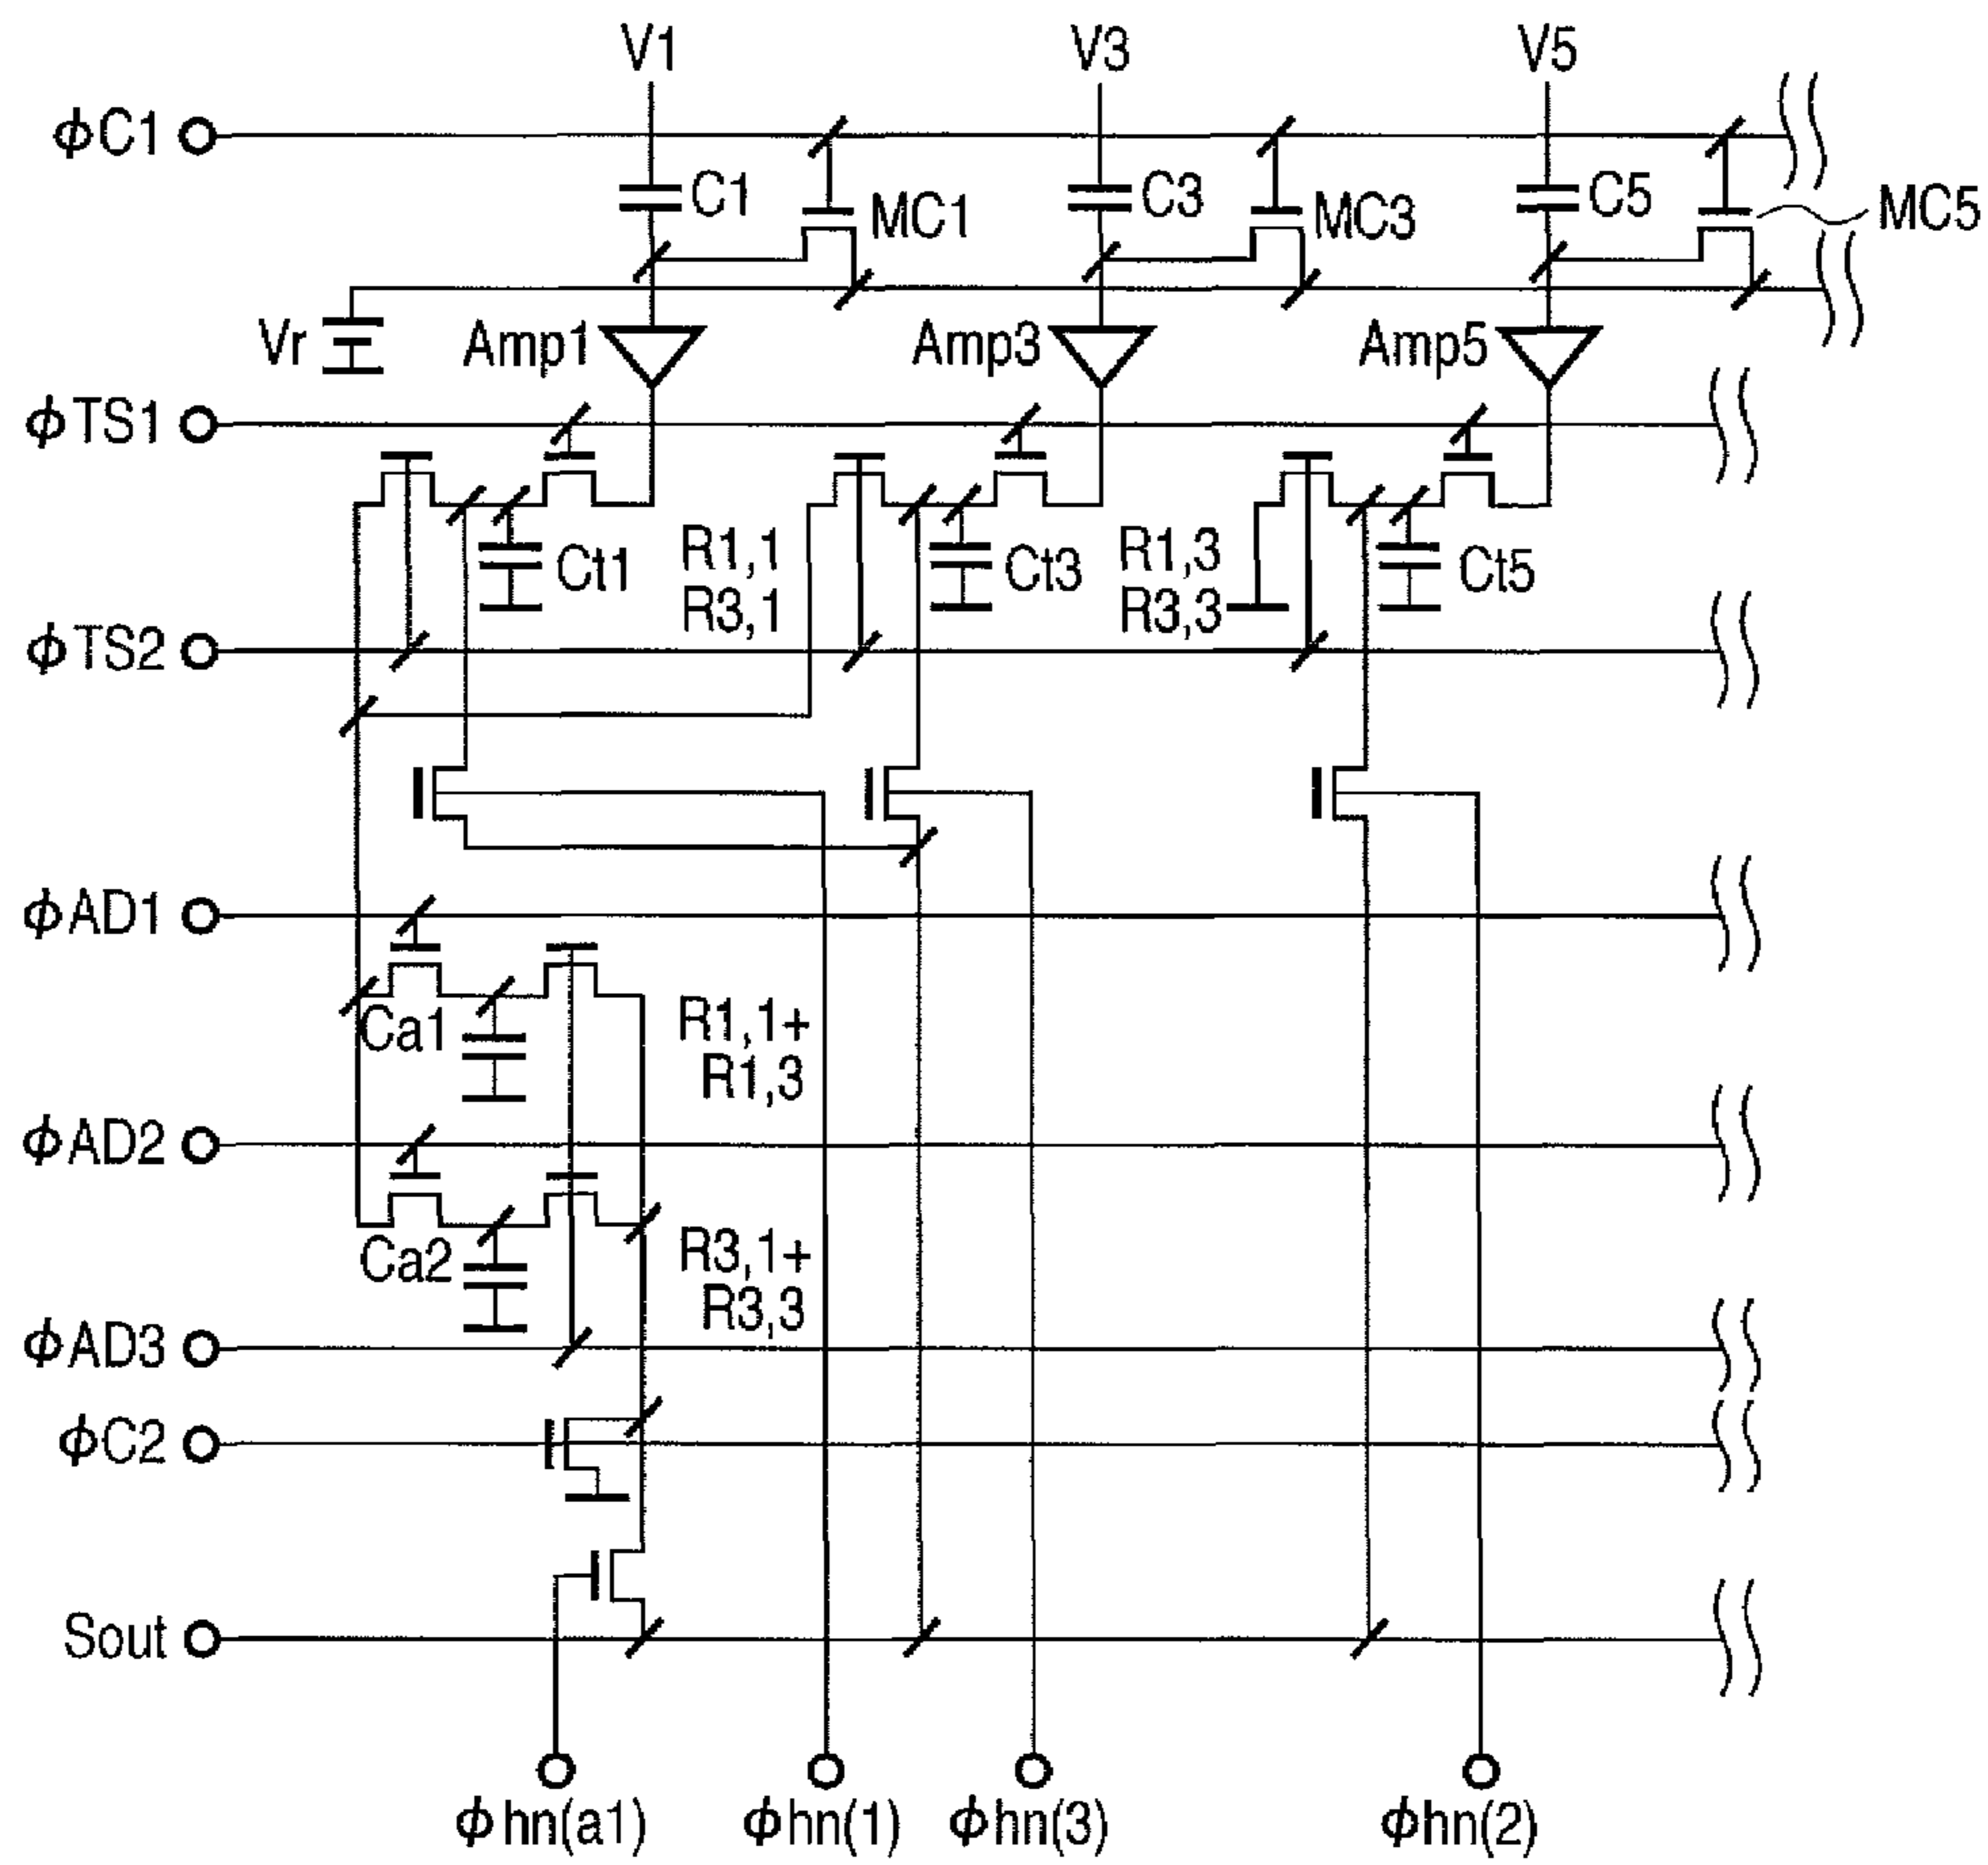 V1 V3 V5
ϕC1
C1 MC1 C3 MC3 C5 MC5
Vr Amp1 Amp3 Amp5
ϕTS1
Ct1 R1,1 Ct3 R1,3 Ct5
R3,1 R3,3
ϕTS2
ϕAD1
Ca1 R1,1+
R1,3
ϕAD2
Ca2 R3,1+
R3,3
ϕAD3
ϕC2
Sout
ϕhn(a1) ϕhn(1) ϕhn(3) ϕhn(2)